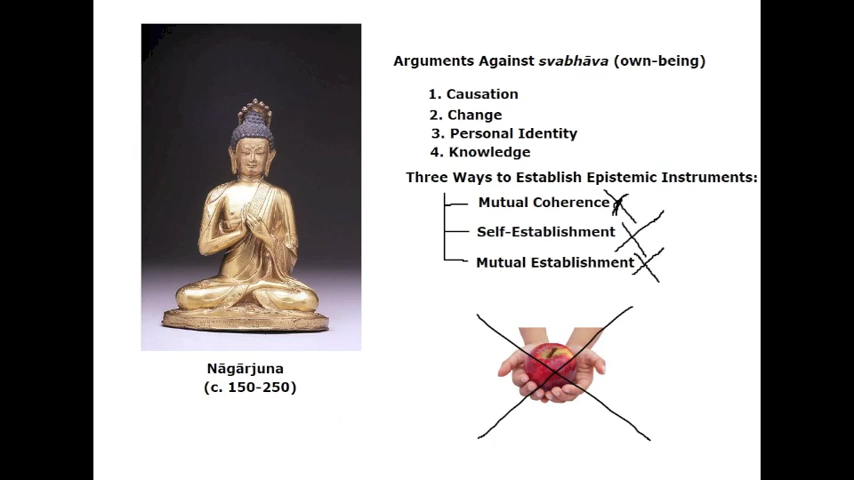 Arguments Against svabhāva (own-being)
1. Causation
2. Change
3. Personal Identity
4. Knowledge
Three Ways to Establish Epistemic Instruments:
Mutual Coherence
Self-Establishment
Mutual Establishment
Nāgārjuna
(c. 150-250)